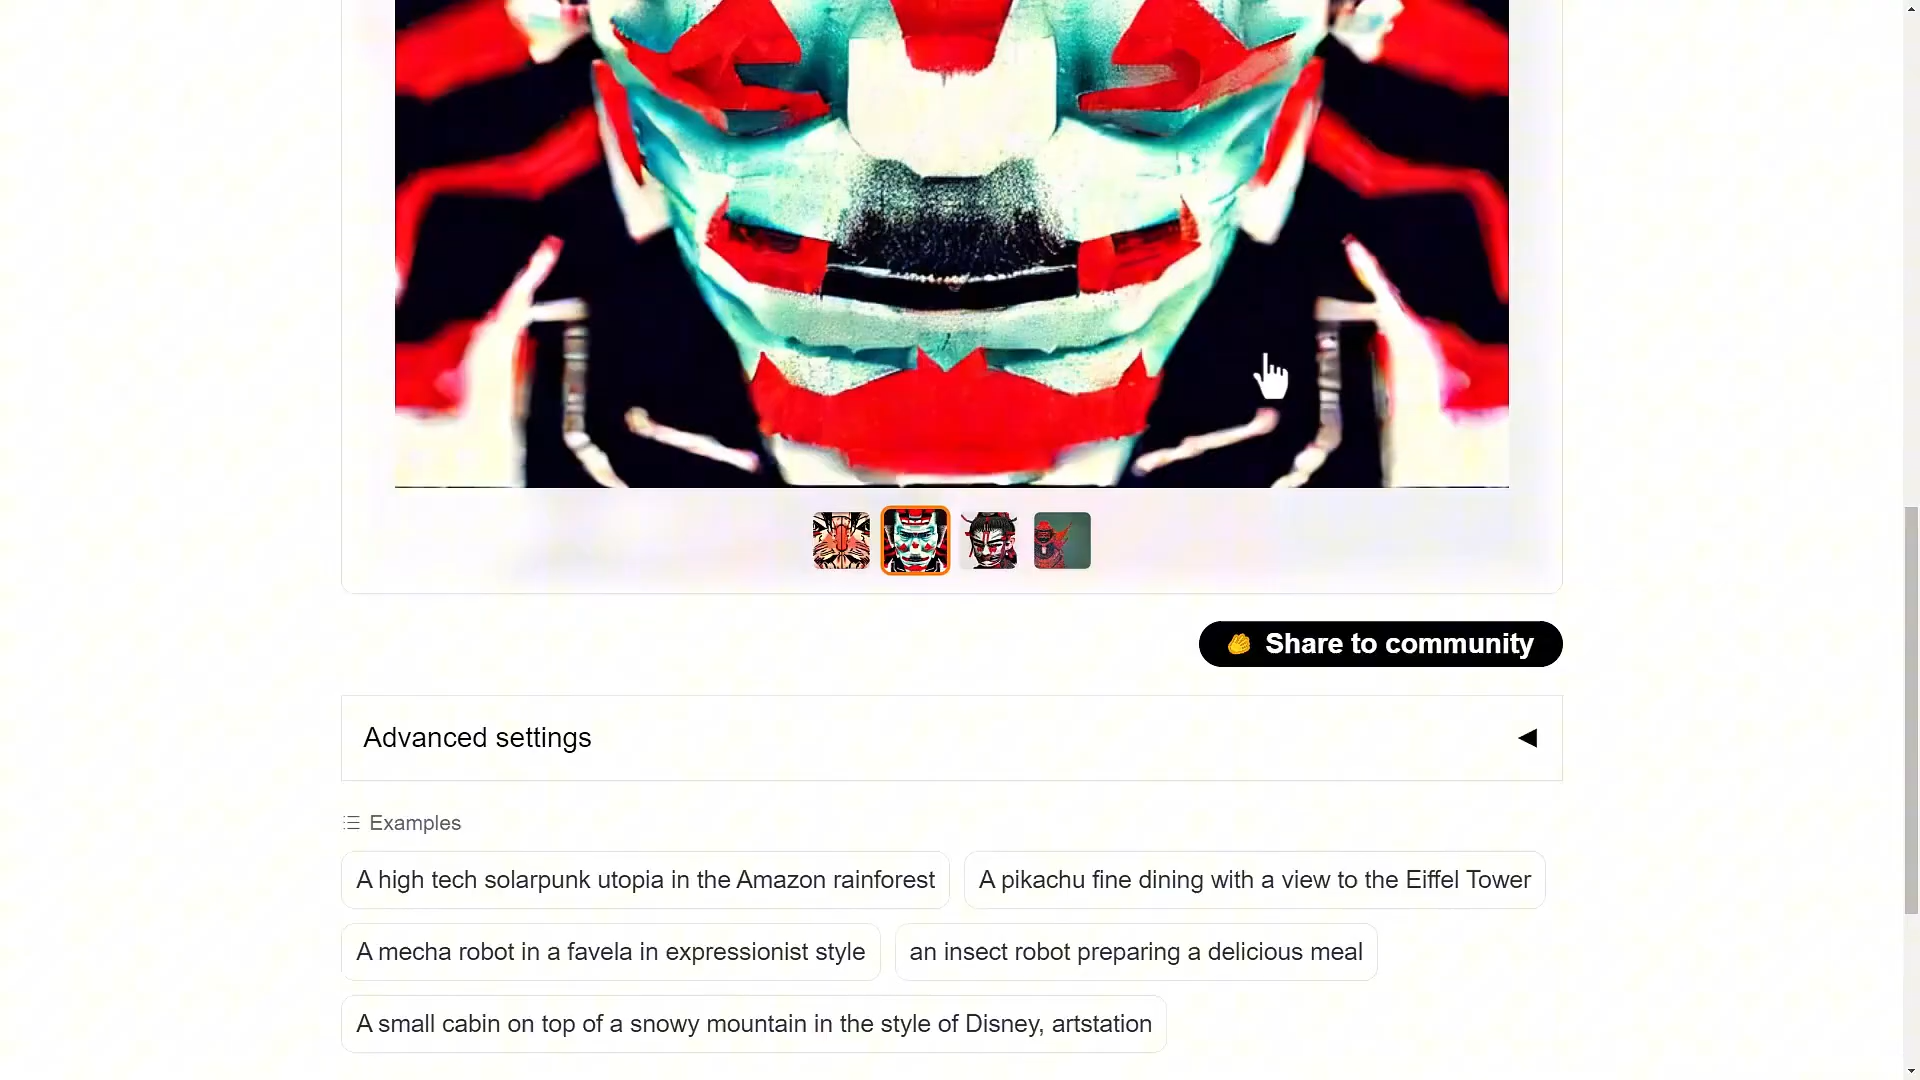 Share to community
Advanced settings
Examples
A high tech solarpunk utopia in the Amazon rainforest
A pikachu fine dining with a view to the Eiffel Tower
A mecha robot in a favela in expressionist style
an insect robot preparing a delicious meal
A small cabin on top of a snowy mountain in the style of Disney, artstation